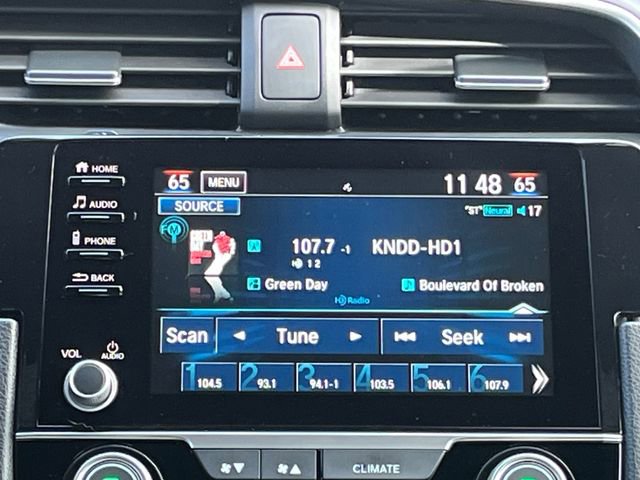 HOME
AUDIO
PHONE
BACK
VOL
AUDIO
65 MENU 11 48 65
SOURCE
"ST" Neural 17
FM
107.7 -1 KNDD-HD1
HD 1 2
Green Day
Boulevard Of Broken
HD Radio
Scan Tune Seek
1 104.5 2 93.1 3 94.1-1 4 103.5 5 106.1 6 107.9
CLIMATE